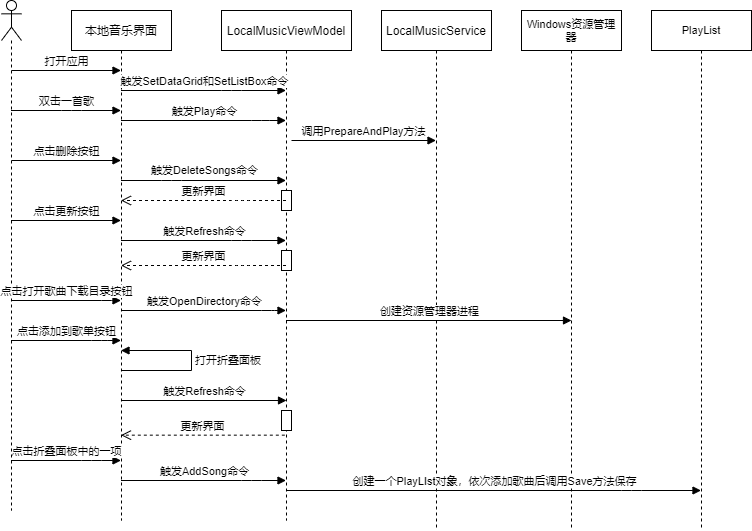 本地音乐界面
LocalMusicViewModel
LocalMusicService
Windows资源管理
器
PlayList
打开应用
触发SetDataGrid和SetListBox命令
双击一首歌
触发Play命令
调用PrepareAndPlay方法
点击删除按钮
触发DeleteSongs命令
更新界面
点击更新按钮
触发Refresh命令
更新界面
点击打开歌曲下载目录按钮
触发OpenDirectory命令
创建资源管理器进程
点击添加到歌单按钮
打开折叠面板
触发Refresh命令
更新界面
点击折叠面板中的一项
触发AddSong命令
创建一个PlayLIst对象，依次添加歌曲后调用Save方法保存